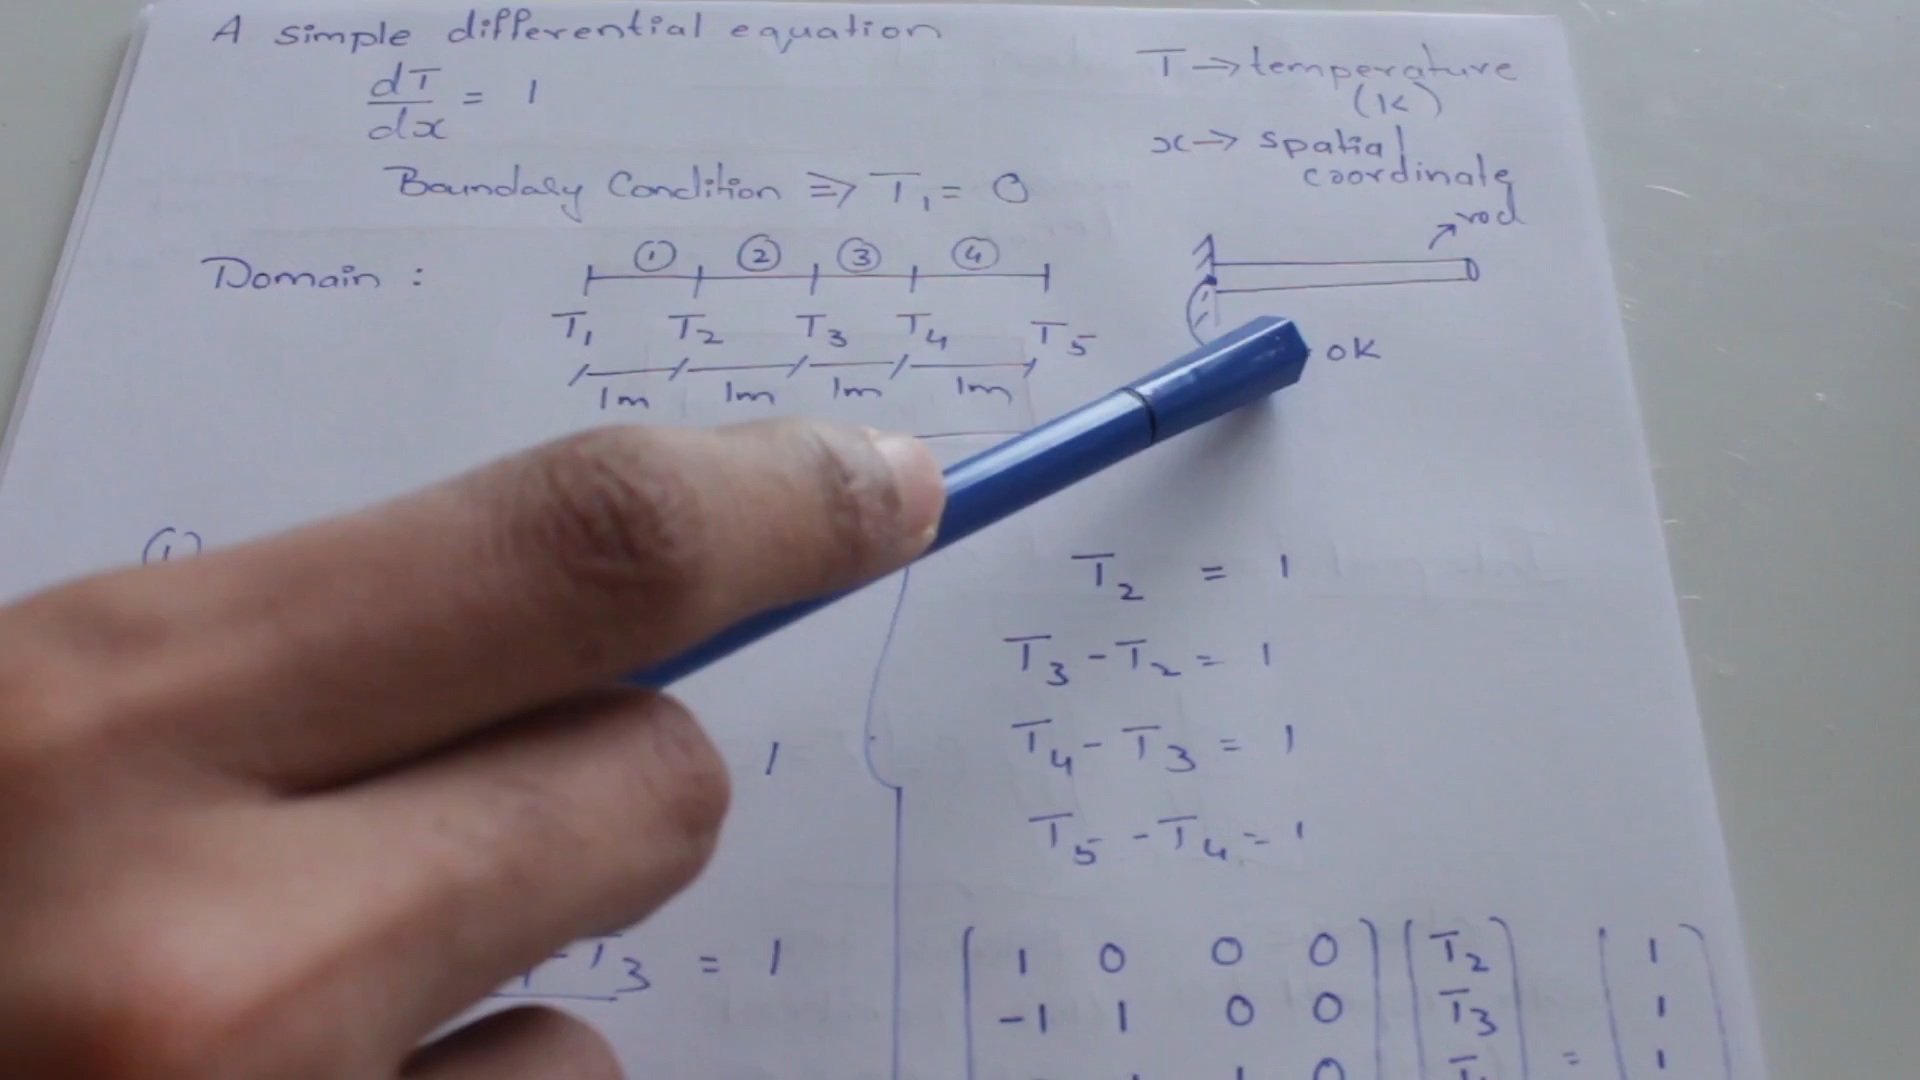 A simple differential equation
dT/dx = 1
T → temperature
(K)
x → spatial
coordinate
Boundary Condition ⇒ T₁ = 0
rod
Domain :
① ② ③ ④
T₁ T₂ T₃ T₄ T₅
1m 1m 1m 1m
0K
T₂ = 1
T₃ - T₂ = 1
T₄ - T₃ = 1
T₅ - T₄ = 1
1
T₃ = 1
1 0 0 0 T₂ 1
-1 1 0 0 T₃ = 1
1